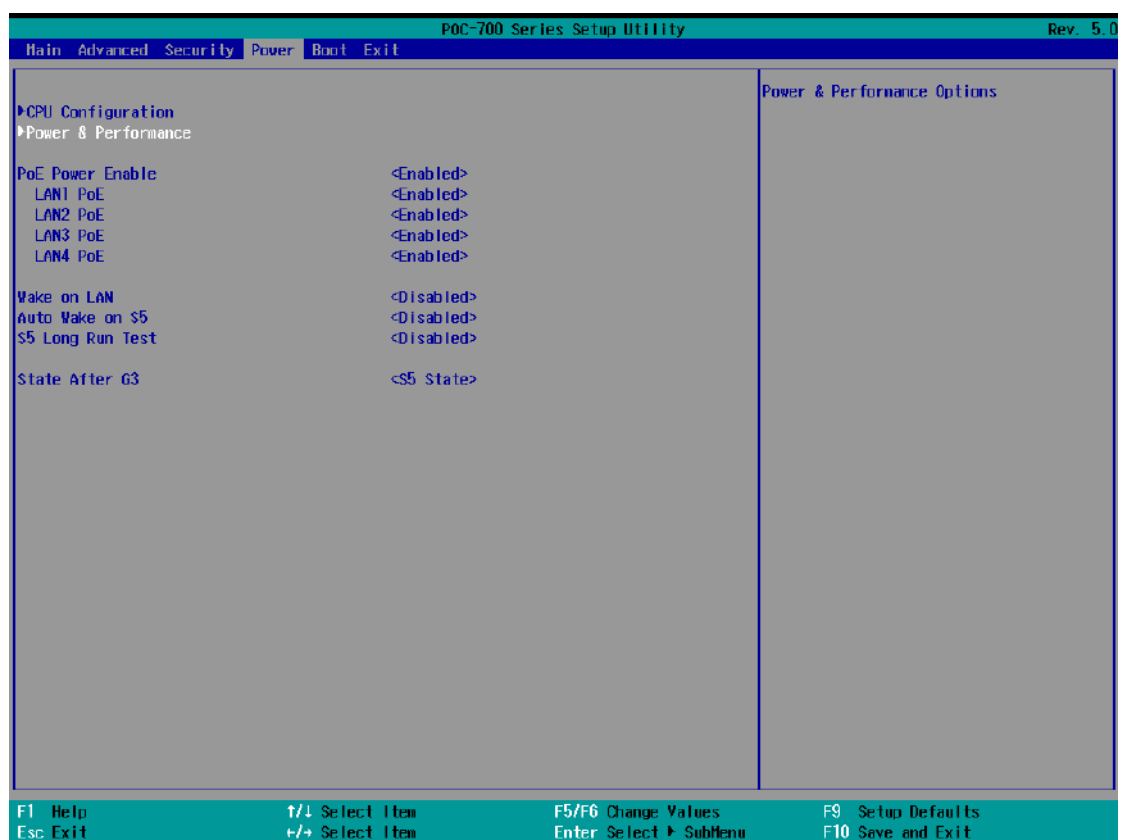 POC-700 Series Setup Utility Rev. 5.0
Main Advanced Security Power Boot Exit
Power & Performance Options
▶CPU Configuration
▶Power & Performance
PoE Power Enable <Enabled>
LAN1 PoE <Enabled>
LAN2 PoE <Enabled>
LAN3 PoE <Enabled>
LAN4 PoE <Enabled>
Wake on LAN <Disabled>
Auto Wake on S5 <Disabled>
S5 Long Run Test <Disabled>
State After G3 <S5 State>
F1 Help ↑/↓ Select Item F5/F6 Change Values F9 Setup Defaults
Esc Exit ←/→ Select Item Enter Select ▶ SubMenu F10 Save and Exit